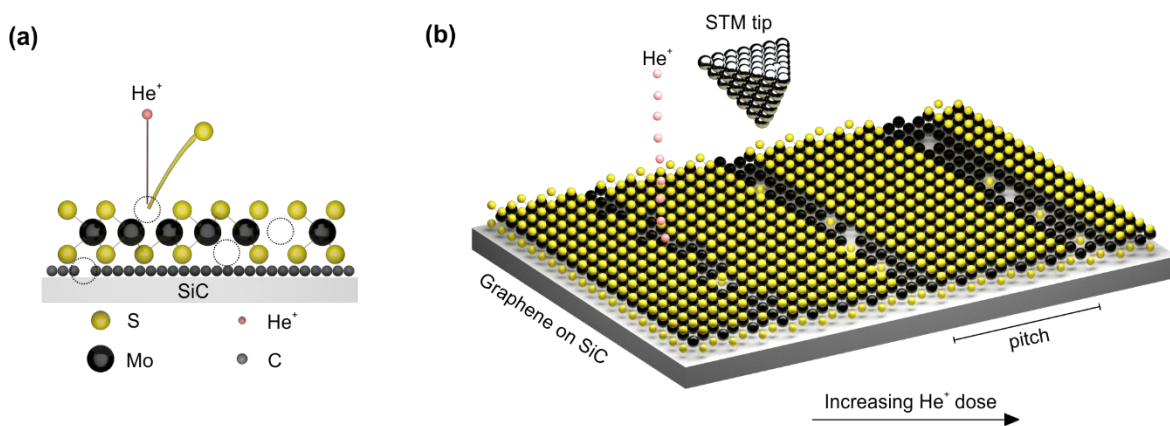 (a)
He⁺
SiC
S
He⁺
Mo
C
(b)
STM tip
He⁺
Graphene on SiC
pitch
Increasing He⁺ dose